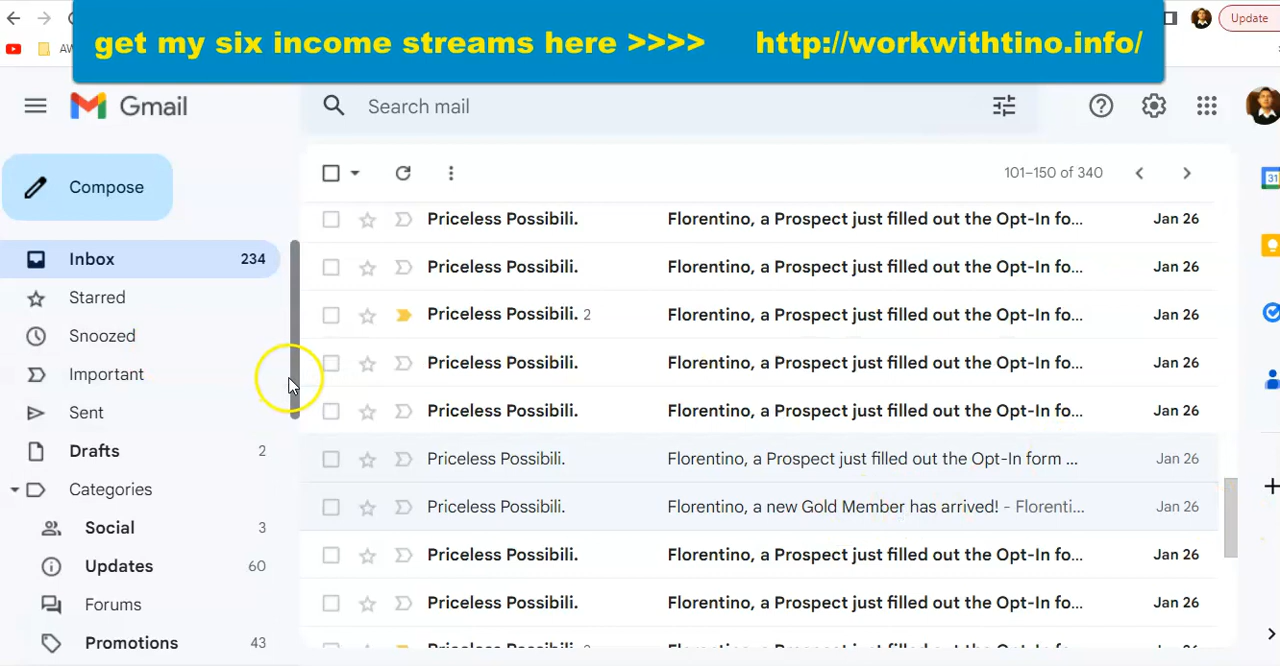 get my six income streams here >>>> http://workwithtino.info/
Update
AW
Gmail
Search mail
Compose
101–150 of 340
31
Inbox 234
Starred
Snoozed
Important
Sent
Drafts 2
Categories
Social 3
Updates 60
Forums
Promotions 43
Priceless Possibili. Florentino, a Prospect just filled out the Opt-In fo... Jan 26
Priceless Possibili. Florentino, a Prospect just filled out the Opt-In fo... Jan 26
Priceless Possibili. 2 Florentino, a Prospect just filled out the Opt-In fo... Jan 26
Priceless Possibili. Florentino, a Prospect just filled out the Opt-In fo... Jan 26
Priceless Possibili. Florentino, a Prospect just filled out the Opt-In fo... Jan 26
Priceless Possibili. Florentino, a Prospect just filled out the Opt-In form ... Jan 26
Priceless Possibili. Florentino, a new Gold Member has arrived! - Florenti... Jan 26
Priceless Possibili. Florentino, a Prospect just filled out the Opt-In fo... Jan 26
Priceless Possibili. Florentino, a Prospect just filled out the Opt-In fo... Jan 26